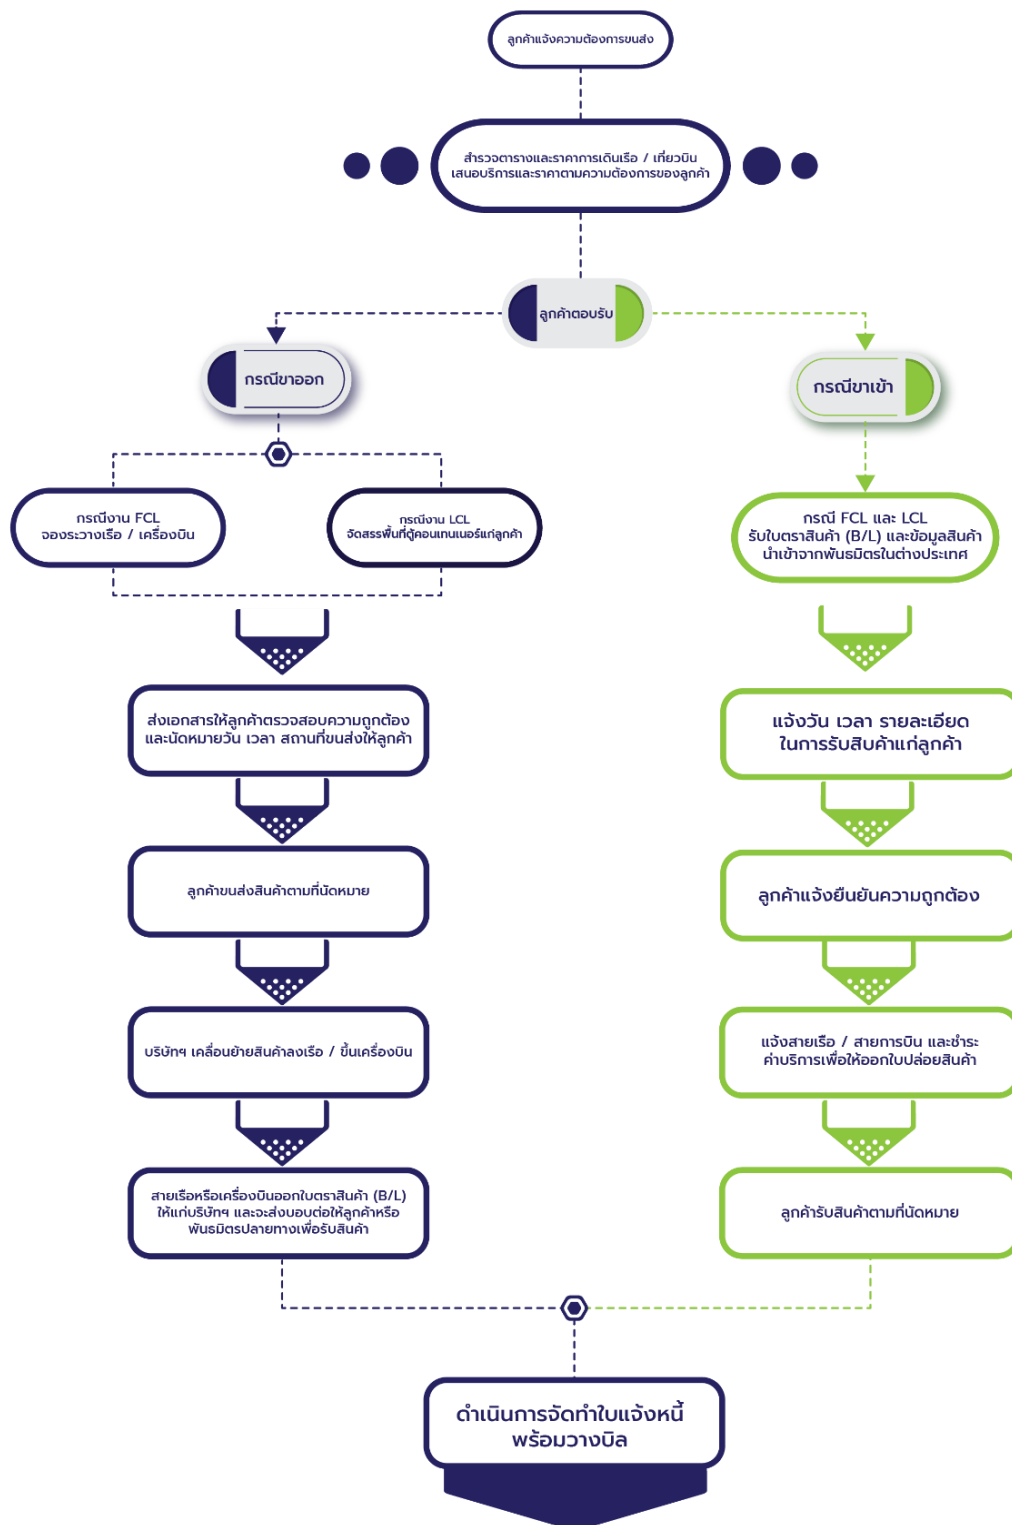 ลูกค้าแจ้งความต้องการขนส่ง
สำรวจตารางและราคาการเดินเรือ / เที่ยวบิน
เสนอบริการและราคาตามความต้องการของลูกค้า
ลูกค้าตอบรับ
กรณีขาออก
กรณีขาเข้า
กรณีงาน FCL
จองระวางเรือ / เครื่องบิน
กรณีงาน LCL
จัดสรรพื้นที่ตู้คอนเทนเนอร์แก่ลูกค้า
กรณี FCL และ LCL
รับใบตราสินค้า (B/L) และข้อมูลสินค้า
นำเข้าจากพันธมิตรในต่างประเทศ
ส่งเอกสารให้ลูกค้าตรวจสอบความถูกต้อง
และนัดหมายวัน เวลา สถานที่ขนส่งให้ลูกค้า
แจ้งวัน เวลา รายละเอียด
ในการรับสิบค้าแก่ลูกค้า
ลูกค้าขนส่งสินค้าตามที่นัดหมาย
ลูกค้าแจ้งยืนยันความถูกต้อง
บริษัทฯ เคลื่อนย้ายสินค้าลงเรือ / ขึ้นเครื่องบิน
แจ้งสายเรือ / สายการบิน และชำระ
ค่าบริการเพื่อให้ออกใบปล่อยสินค้า
สายเรือหรือเครื่องบินออกใบตราสินค้า (B/L)
ให้แก่บริษัทฯ และจะส่งบอบต่อให้ลูกค้าหรือ
พันธมิตรปลายทางเพื่อรับสินค้า
ลูกค้ารับสินค้าตามที่นัดหมาย
ดำเนินการจัดทำใบแจ้งหนี้
พร้อมวางบิล